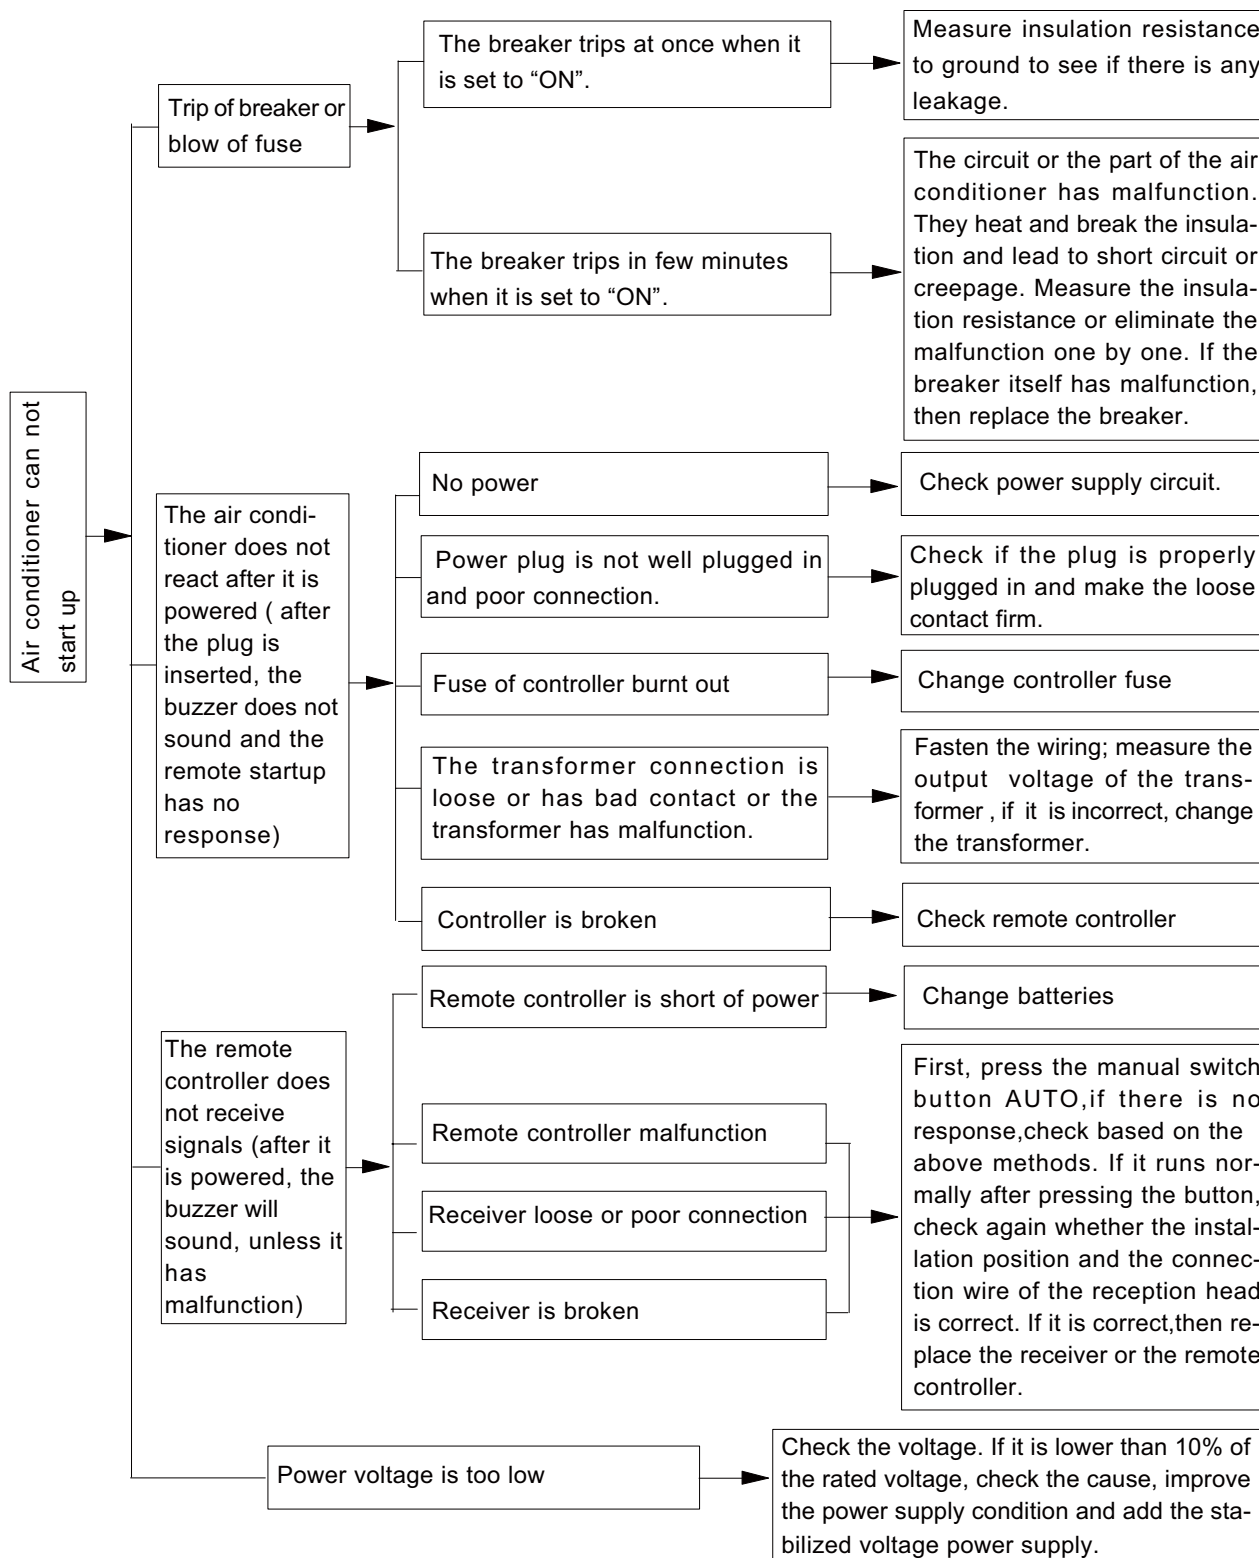 Air conditioner can not
start up
Trip of breaker or
blow of fuse
The breaker trips at once when it
is set to “ON”.
Measure insulation resistance
to ground to see if there is any
leakage.
The breaker trips in few minutes
when it is set to “ON”.
The circuit or the part of the air
conditioner has malfunction.
They heat and break the insula-
tion and lead to short circuit or
creepage. Measure the insula-
tion resistance or eliminate the
malfunction one by one. If the
breaker itself has malfunction,
then replace the breaker.
The air condi-
tioner does not
react after it is
powered ( after
the plug is
inserted, the
buzzer does not
sound and the
remote startup
has no
response)
No power
Check power supply circuit.
Power plug is not well plugged in
and poor connection.
Check if the plug is properly
plugged in and make the loose
contact firm.
Fuse of controller burnt out
Change controller fuse
The transformer connection is
loose or has bad contact or the
transformer has malfunction.
Fasten the wiring; measure the
output voltage of the trans-
former , if it is incorrect, change
the transformer.
Controller is broken
Check remote controller
The remote
controller does
not receive
signals (after it
is powered, the
buzzer will
sound, unless it
has
malfunction)
Remote controller is short of power
Change batteries
Remote controller malfunction
Receiver loose or poor connection
Receiver is broken
First, press the manual switch
button AUTO,if there is no
response,check based on the
above methods. If it runs nor-
mally after pressing the button,
check again whether the instal-
lation position and the connec-
tion wire of the reception head
is correct. If it is correct,then re-
place the receiver or the remote
controller.
Power voltage is too low
Check the voltage. If it is lower than 10% of
the rated voltage, check the cause, improve
the power supply condition and add the sta-
bilized voltage power supply.